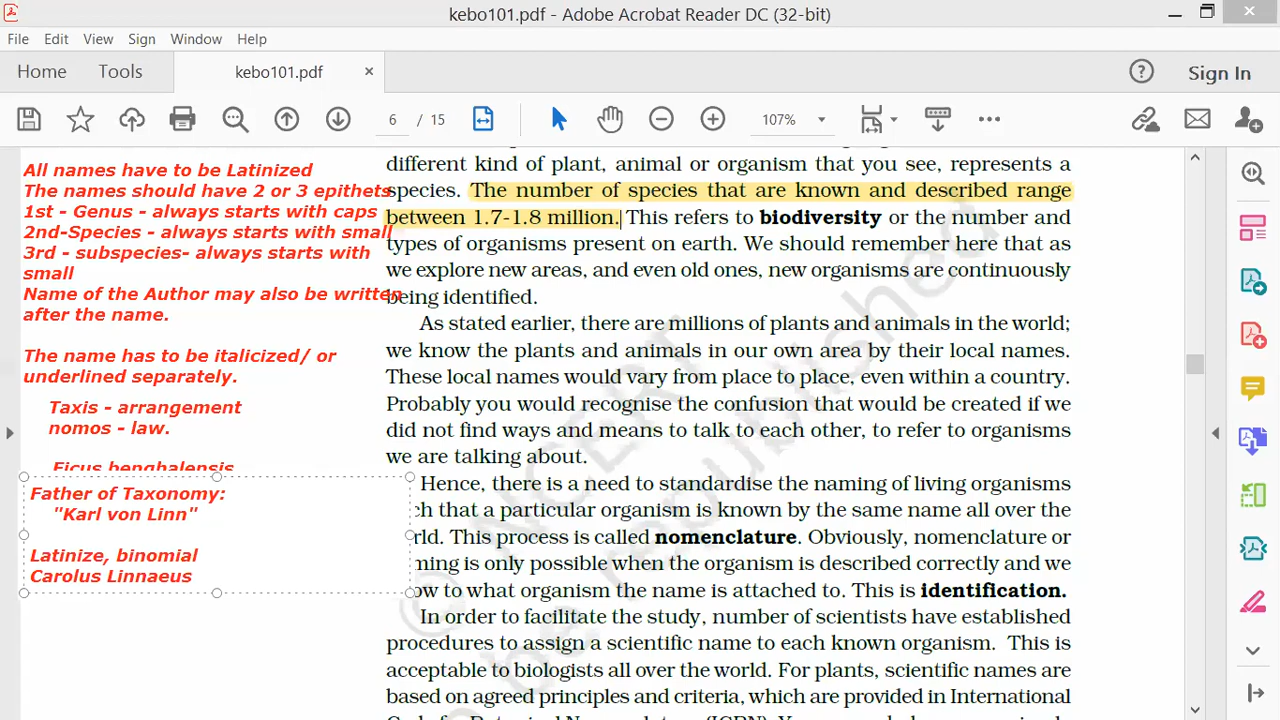 kebo101.pdf - Adobe Acrobat Reader DC (32-bit)
File Edit View Sign Window Help
Home Tools kebo101.pdf × ? Sign In
6 / 15 107%
All names have to be Latinized
The names should have 2 or 3 epithets
1st - Genus - always starts with caps
2nd-Species - always starts with small
3rd - subspecies- always starts with
small
Name of the Author may also be written
after the name.
The name has to be italicized/ or
underlined separately.
Taxis - arrangement
nomos - law.
Ficus benghalensis
Father of Taxonomy:
"Karl von Linn"
Latinize, binomial
Carolus Linnaeus
different kind of plant, animal or organism that you see, represents a
species. The number of species that are known and described range
between 1.7-1.8 million. This refers to biodiversity or the number and
types of organisms present on earth. We should remember here that as
we explore new areas, and even old ones, new organisms are continuously
being identified.
As stated earlier, there are millions of plants and animals in the world;
we know the plants and animals in our own area by their local names.
These local names would vary from place to place, even within a country.
Probably you would recognise the confusion that would be created if we
did not find ways and means to talk to each other, to refer to organisms
we are talking about.
Hence, there is a need to standardise the naming of living organisms
ch that a particular organism is known by the same name all over the
rld. This process is called nomenclature. Obviously, nomenclature or
ming is only possible when the organism is described correctly and we
ow to what organism the name is attached to. This is identification.
In order to facilitate the study, number of scientists have established
procedures to assign a scientific name to each known organism. This is
acceptable to biologists all over the world. For plants, scientific names are
based on agreed principles and criteria, which are provided in International
© NCERT
be republished